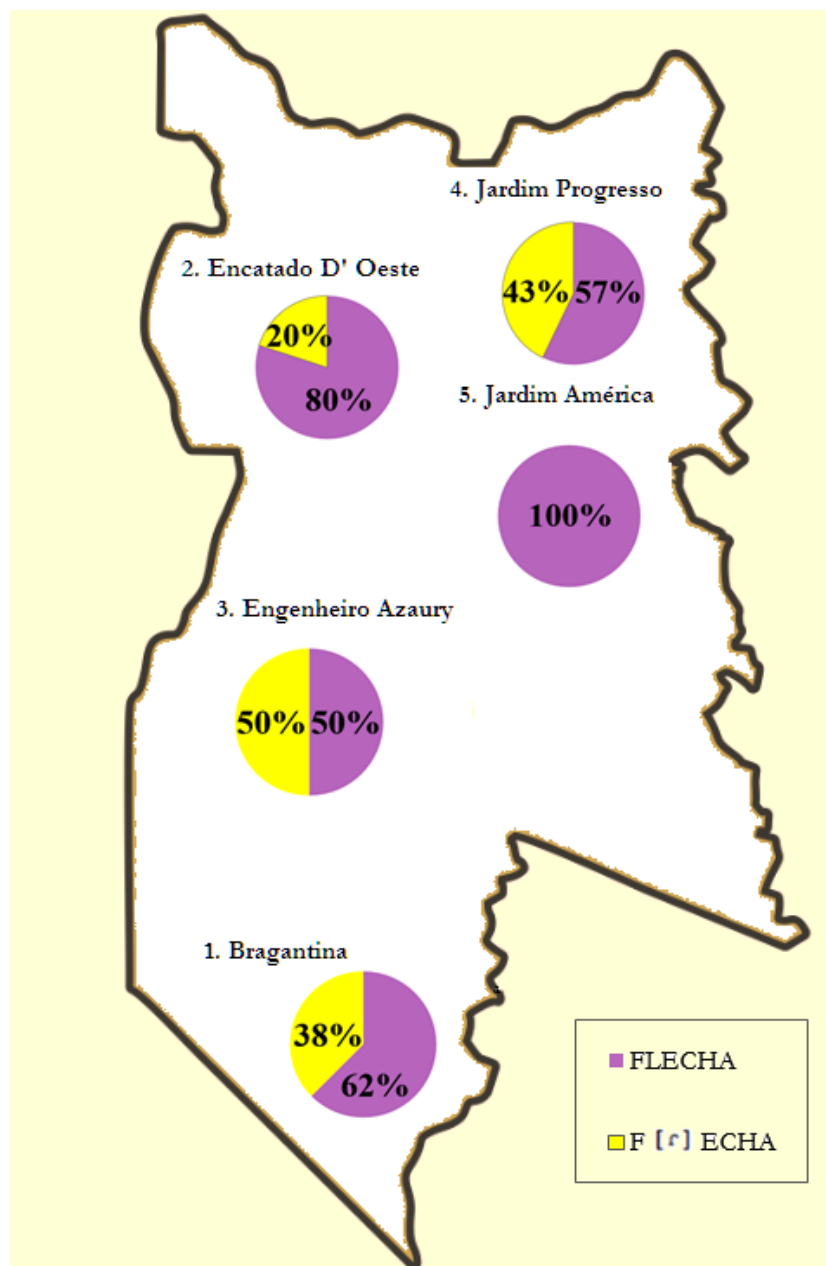 4. Jardim Progresso
43% 57%
2. Encatado D' Oeste
20%
80%
5. Jardim América
100%
3. Engenheiro Azaury
50% 50%
1. Bragantina
38%
62%
FLECHA
F [ɾ] ECHA